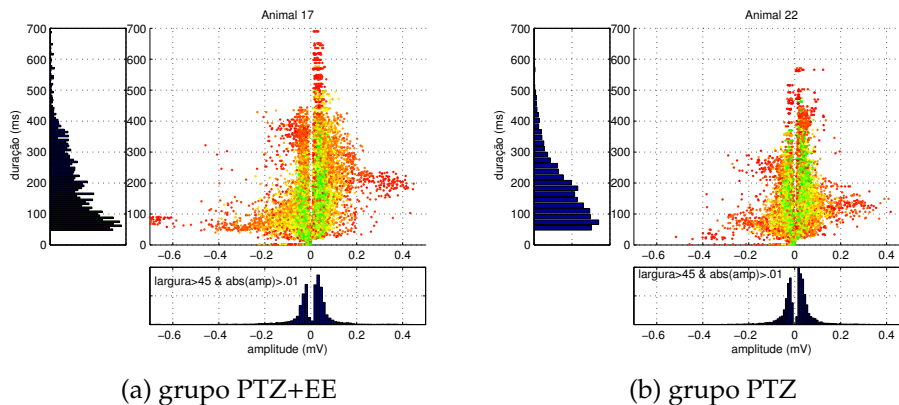 Animal 17
700
600
500
400
300
200
100
0
duração (ms)
700
600
500
400
300
200
100
0
−0.6 −0.4 −0.2 0 0.2 0.4
largura>45 & abs(amp)>.01
−0.6 −0.4 −0.2 0 0.2 0.4
amplitude (mV)
(a) grupo PTZ+EE
Animal 22
700
600
500
400
300
200
100
0
duração (ms)
700
600
500
400
300
200
100
0
−0.6 −0.4 −0.2 0 0.2 0.4
largura>45 & abs(amp)>.01
−0.6 −0.4 −0.2 0 0.2 0.4
amplitude (mV)
(b) grupo PTZ